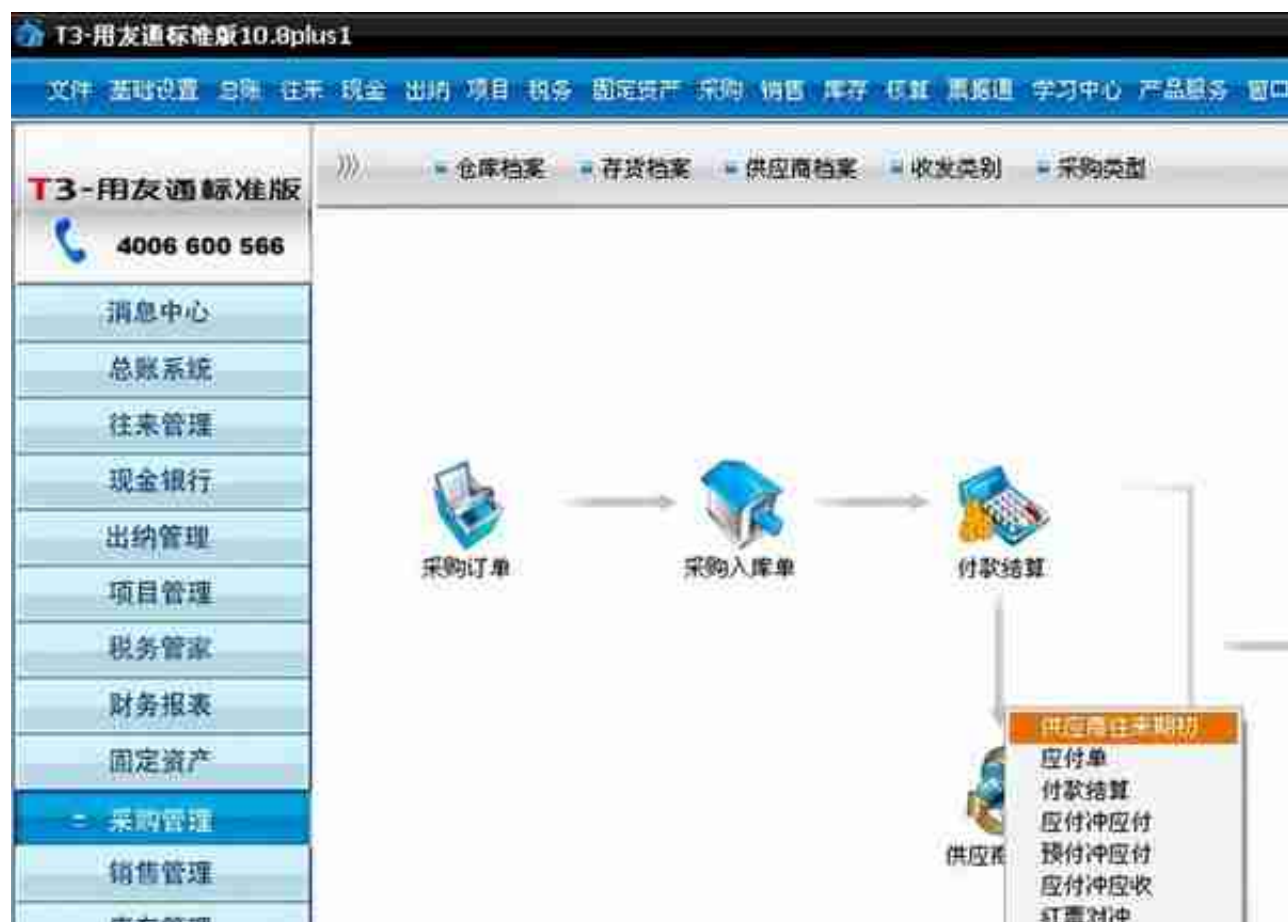 T3-用友通标准版10.8plus1
文件 基础设置 总账 往来 现金 出纳 项目 税务 固定资产 采购 销售 库存 核算 票据通 学习中心 产品服务 窗口
T3-用友通标准版
4006 600 566
》 仓库档案 存货档案 供应商档案 收发类别 采购类型
消息中心
总账系统
往来管理
现金银行
出纳管理
项目管理
税务管家
财务报表
固定资产
采购管理
销售管理
采购订单 采购入库单 付款结算
供应商
供应商往来期初
应付单
付款结算
应付冲应付
预付冲应付
应付冲应收
红票对冲